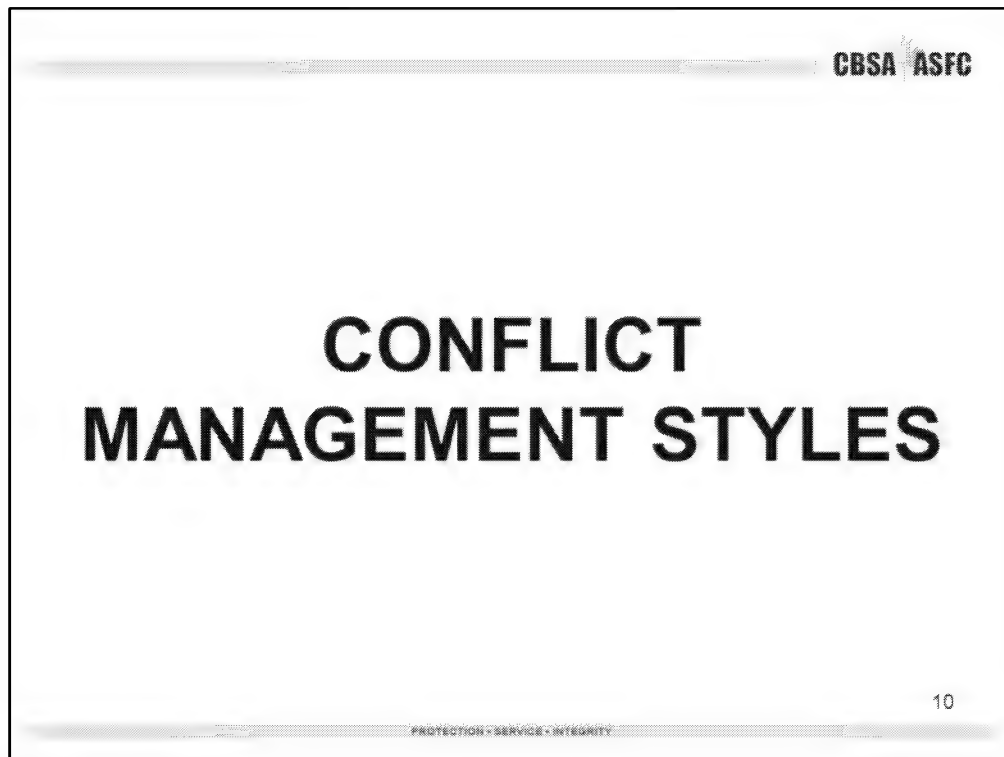 CBSA ASFC
CONFLICT
MANAGEMENT STYLES
10
PROTECTION • SERVICE • INTEGRITY